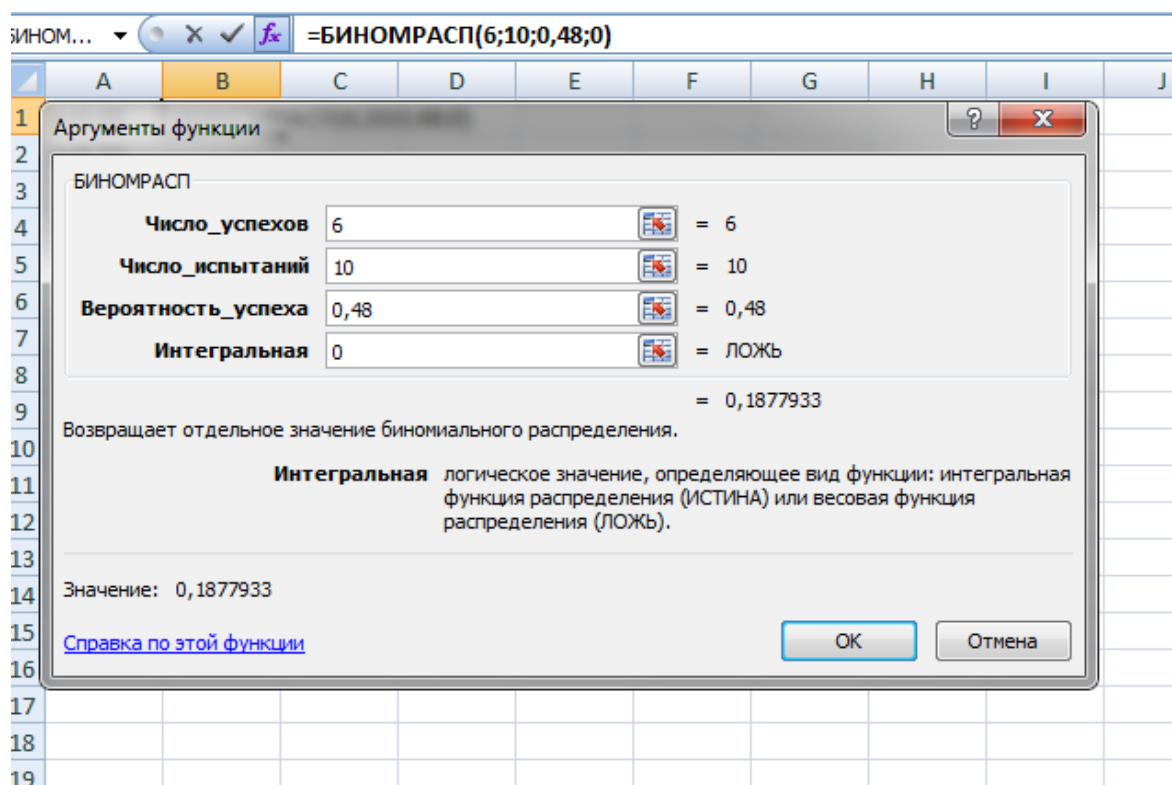 БИНОМ... =БИНОМРАСП(6;10;0,48;0)
A B C D E F G H I J
1
Аргументы функции
2
3
БИНОМРАСП
4
Число_успехов 6 = 6
5
Число_испытаний 10 = 10
6
Вероятность_успеха 0,48 = 0,48
7
Интегральная 0 = ЛОЖЬ
8
9
= 0,1877933
Возвращает отдельное значение биномиального распределения.
10
11
Интегральная логическое значение, определяющее вид функции: интегральная
функция распределения (ИСТИНА) или весовая функция
12
распределения (ЛОЖЬ).
13
14
Значение: 0,1877933
15
Справка по этой функции OK Отмена
16
17
18
19